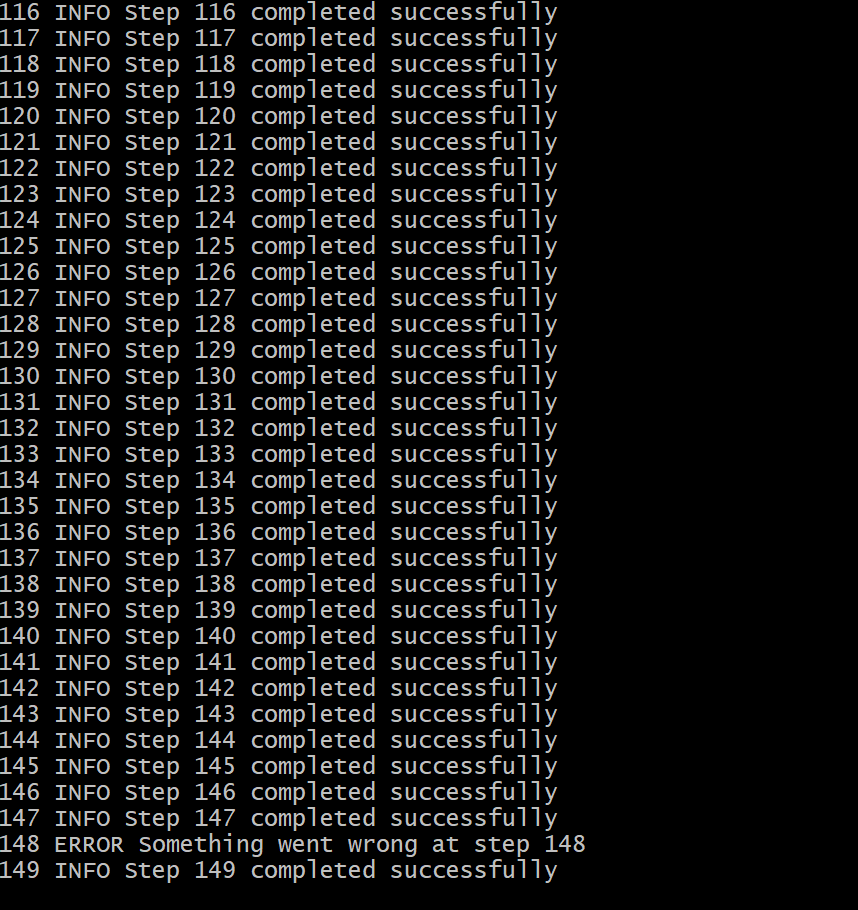 116 INFO Step 116 completed successfully
117 INFO Step 117 completed successfully
118 INFO Step 118 completed successfully
119 INFO Step 119 completed successfully
120 INFO Step 120 completed successfully
121 INFO Step 121 completed successfully
122 INFO Step 122 completed successfully
123 INFO Step 123 completed successfully
124 INFO Step 124 completed successfully
125 INFO Step 125 completed successfully
126 INFO Step 126 completed successfully
127 INFO Step 127 completed successfully
128 INFO Step 128 completed successfully
129 INFO Step 129 completed successfully
130 INFO Step 130 completed successfully
131 INFO Step 131 completed successfully
132 INFO Step 132 completed successfully
133 INFO Step 133 completed successfully
134 INFO Step 134 completed successfully
135 INFO Step 135 completed successfully
136 INFO Step 136 completed successfully
137 INFO Step 137 completed successfully
138 INFO Step 138 completed successfully
139 INFO Step 139 completed successfully
140 INFO Step 140 completed successfully
141 INFO Step 141 completed successfully
142 INFO Step 142 completed successfully
143 INFO Step 143 completed successfully
144 INFO Step 144 completed successfully
145 INFO Step 145 completed successfully
146 INFO Step 146 completed successfully
147 INFO Step 147 completed successfully
148 ERROR Something went wrong at step 148
149 INFO Step 149 completed successfully